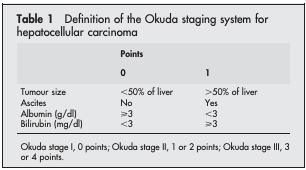 Table 1 Definition of the Okuda staging system for
hepatocellular carcinoma
Points
0 1
Tumour size <50% of liver >50% of liver
Ascites No Yes
Albumin (g/dl) ⩾3 <3
Bilirubin (mg/dl) <3 ⩾3
Okuda stage I, 0 points; Okuda stage II, 1 or 2 points; Okuda stage III, 3
or 4 points.